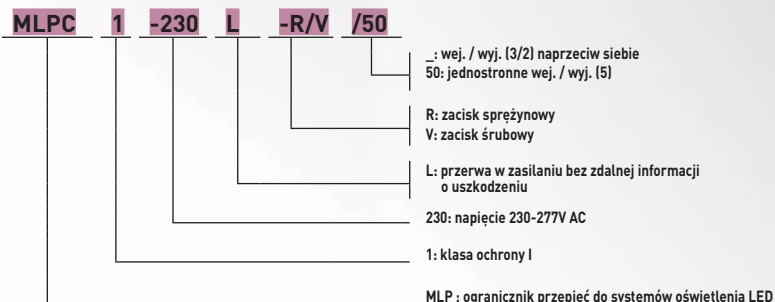 MLPC 1 -230 L -R/V /50
_: wej. / wyj. (3/2) naprzeciw siebie
50: jednostronne wej. / wyj. (5)
R: zacisk sprężynowy
V: zacisk śrubowy
L: przerwa w zasilaniu bez zdalnej informacji
o uszkodzeniu
230: napięcie 230-277V AC
1: klasa ochrony I
MLP : ogranicznik przepięć do systemów oświetlenia LED